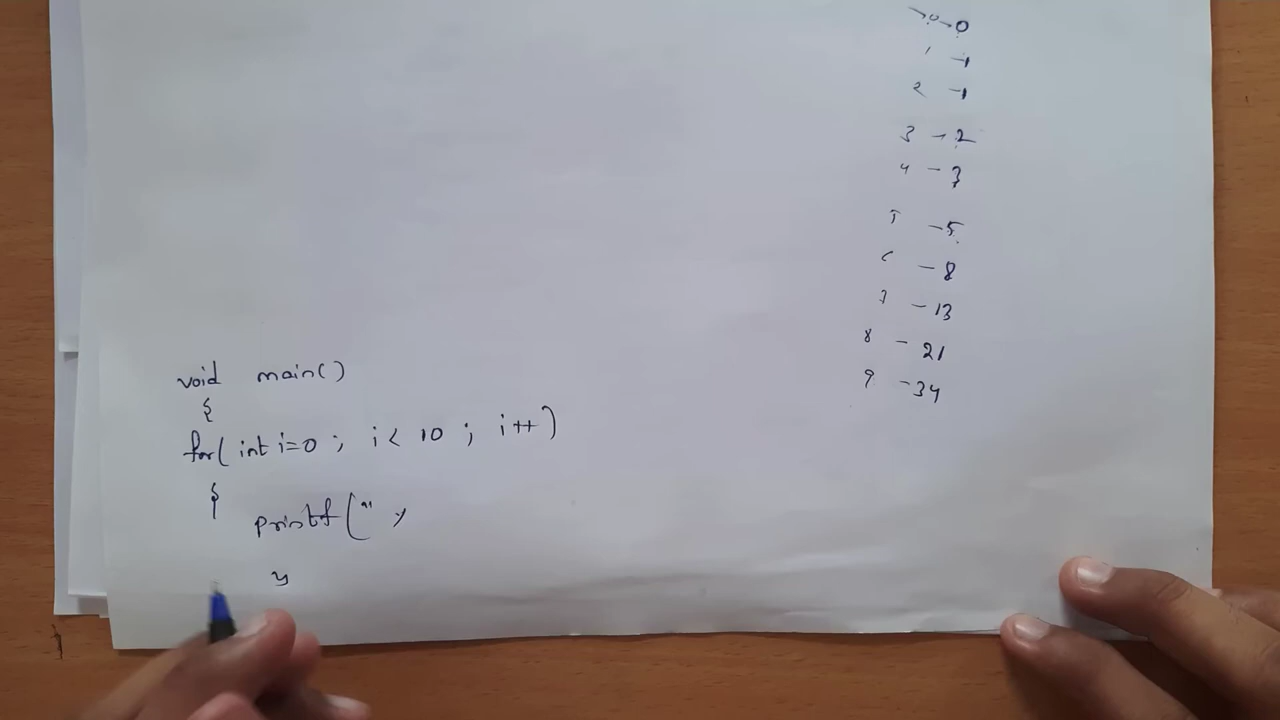 0 - 0
1 - 1
2 - 1
3 - 2
4 - 3
5 - 5
6 - 8
7 - 13
8 - 21
9 - 34
void main()
{
for( int i=0 ; i < 10 ; i++)
{
printf("
}